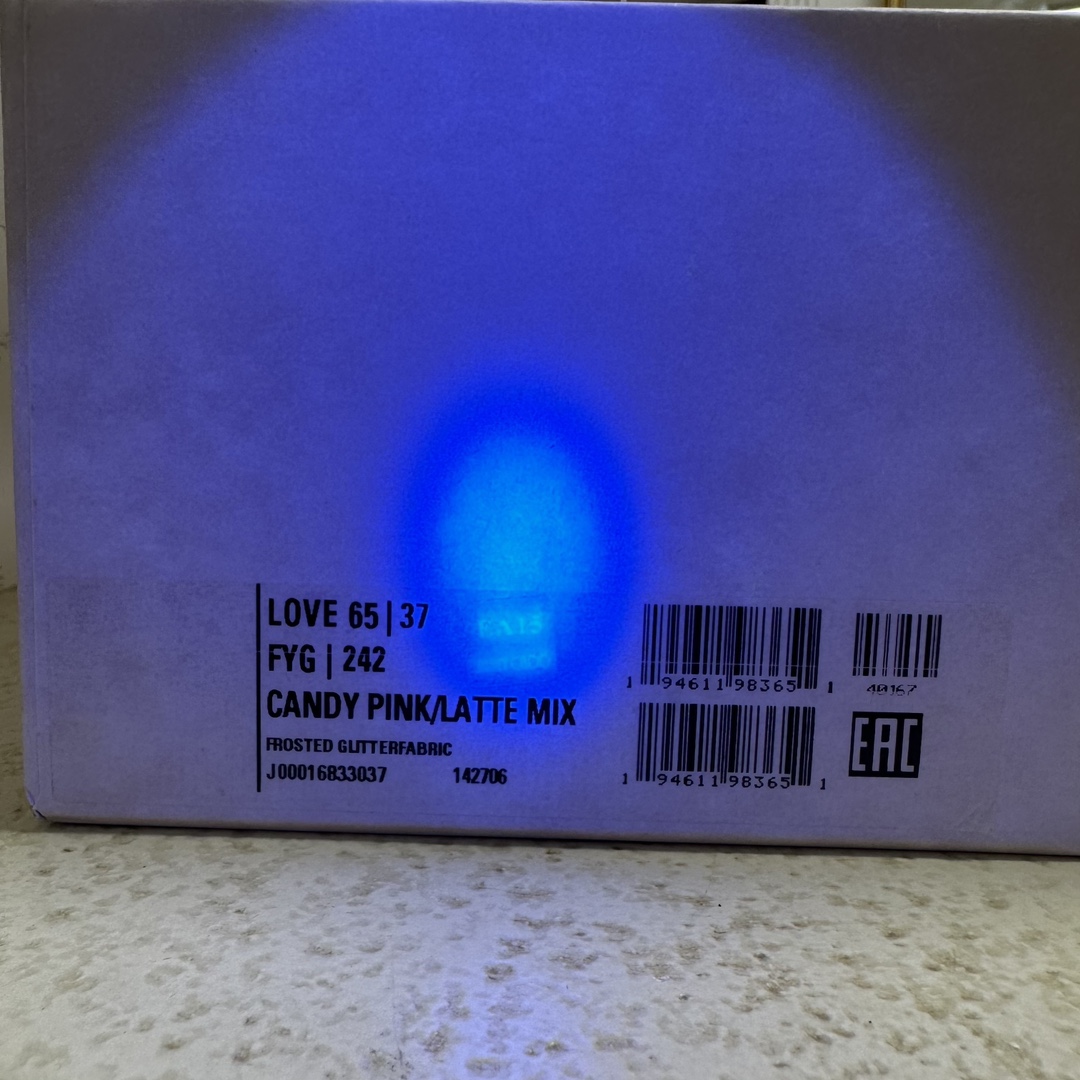 LOVE 65 | 37
FYG | 242
CANDY PINK/LATTE MIX
FROSTED GLITTERFABRIC
J00016833037 142706
1 94611 98365 1
40167
1 94611 98365 1
EAC